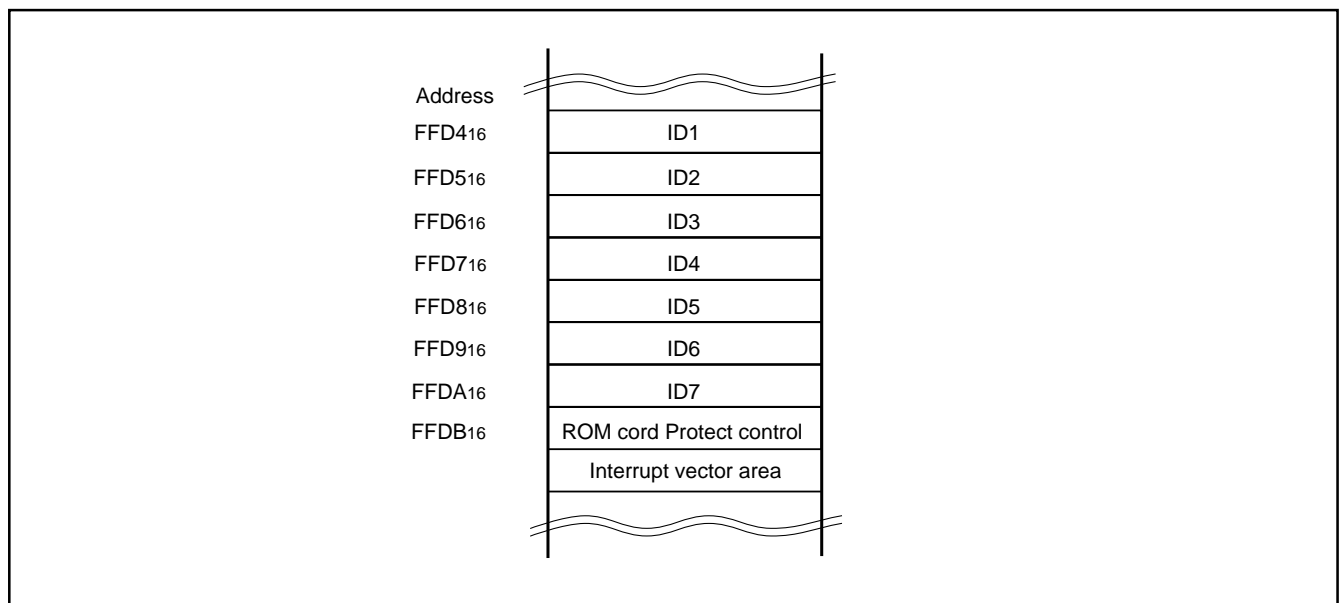 Address
FFD416 ID1
FFD516 ID2
FFD616 ID3
FFD716 ID4
FFD816 ID5
FFD916 ID6
FFDA16 ID7
FFDB16 ROM cord Protect control
Interrupt vector area